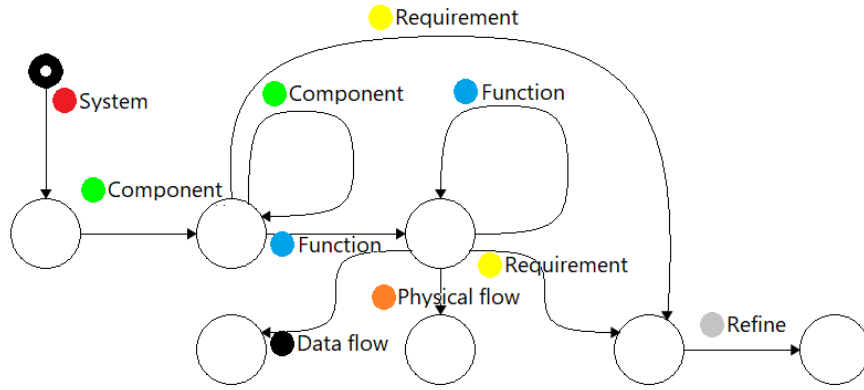 Requirement
System
Component
Function
Component
Function
Requirement
Physical flow
Data flow
Refine